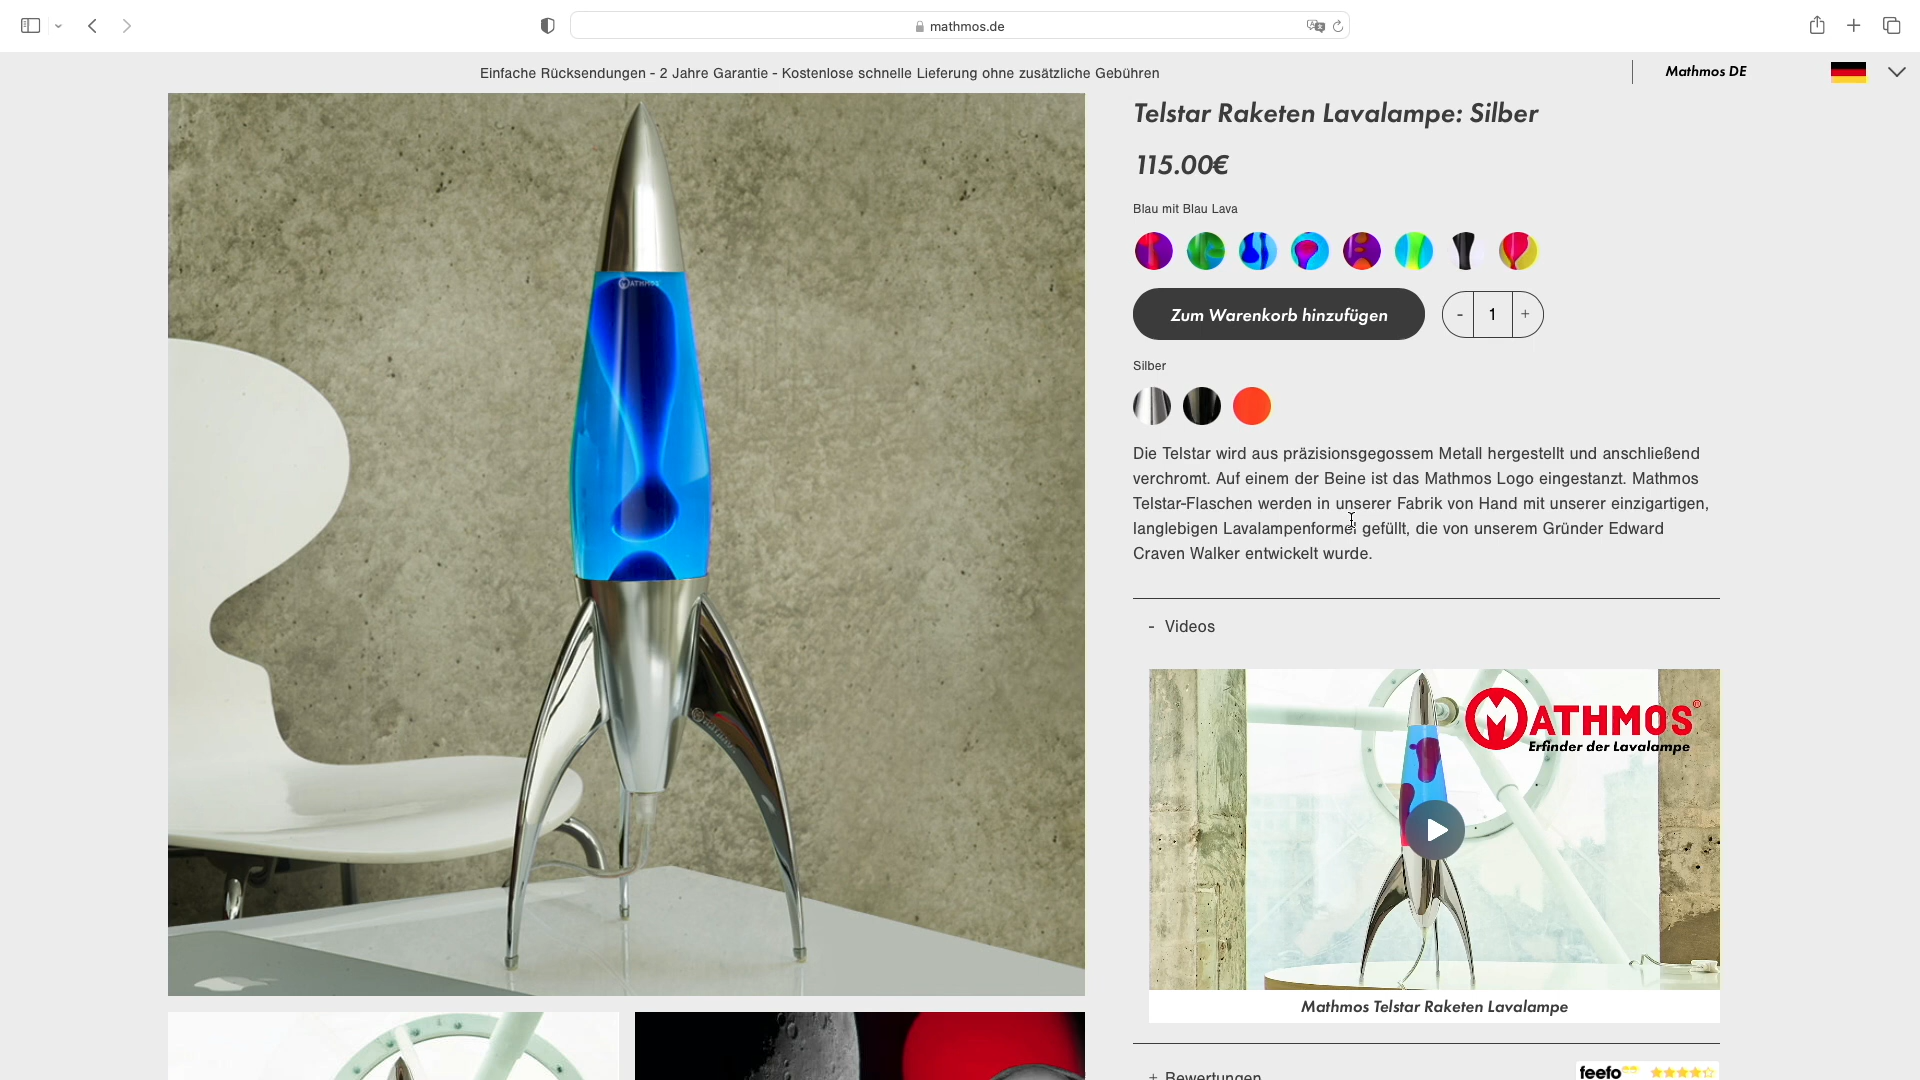 mathmos.de
Einfache Rücksendungen - 2 Jahre Garantie - Kostenlose schnelle Lieferung ohne zusätzliche Gebühren
Mathmos DE
Telstar Raketen Lavalampe: Silber
115.00€
Blau mit Blau Lava
Zum Warenkorb hinzufügen
- 1 +
Silber
Die Telstar wird aus präzisionsgegossem Metall hergestellt und anschließend
verchromt. Auf einem der Beine ist das Mathmos Logo eingestanzt. Mathmos
Telstar-Flaschen werden in unserer Fabrik von Hand mit unserer einzigartigen,
langlebigen Lavalampenformel gefüllt, die von unserem Gründer Edward
Craven Walker entwickelt wurde.
- Videos
MATHMOS®
Erfinder der Lavalampe
Mathmos Telstar Raketen Lavalampe
+ Bewertungen
feefo
MATHMOS